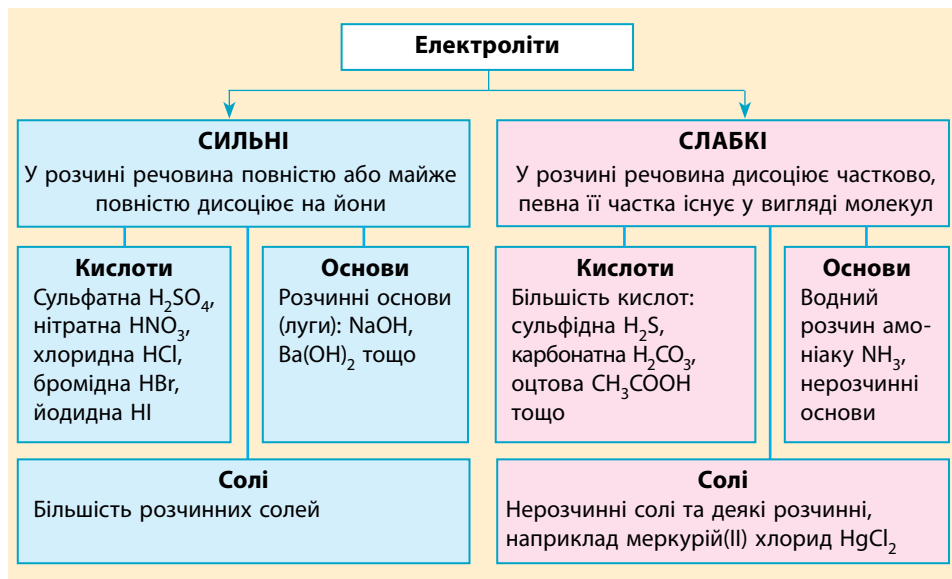 Електроліти
СИЛЬНІ
У розчині речовина повністю або майже
повністю дисоціює на йони
Кислоти
Сульфатна H₂SO₄,
нітратна HNO₃,
хлоридна HCl,
бромідна HBr,
йодидна HI
Основи
Розчинні основи
(луги): NaOH,
Ba(OH)₂ тощо
Солі
Більшість розчинних солей
СЛАБКІ
У розчині речовина дисоціює частково,
певна її частка існує у вигляді молекул
Кислоти
Більшість кислот:
сульфідна H₂S,
карбонатна H₂CO₃,
оцтова CH₃COOH
тощо
Основи
Водний
розчин амо-
ніаку NH₃,
нерозчинні
основи
Солі
Нерозчинні солі та деякі розчинні,
наприклад меркурій(II) хлорид HgCl₂